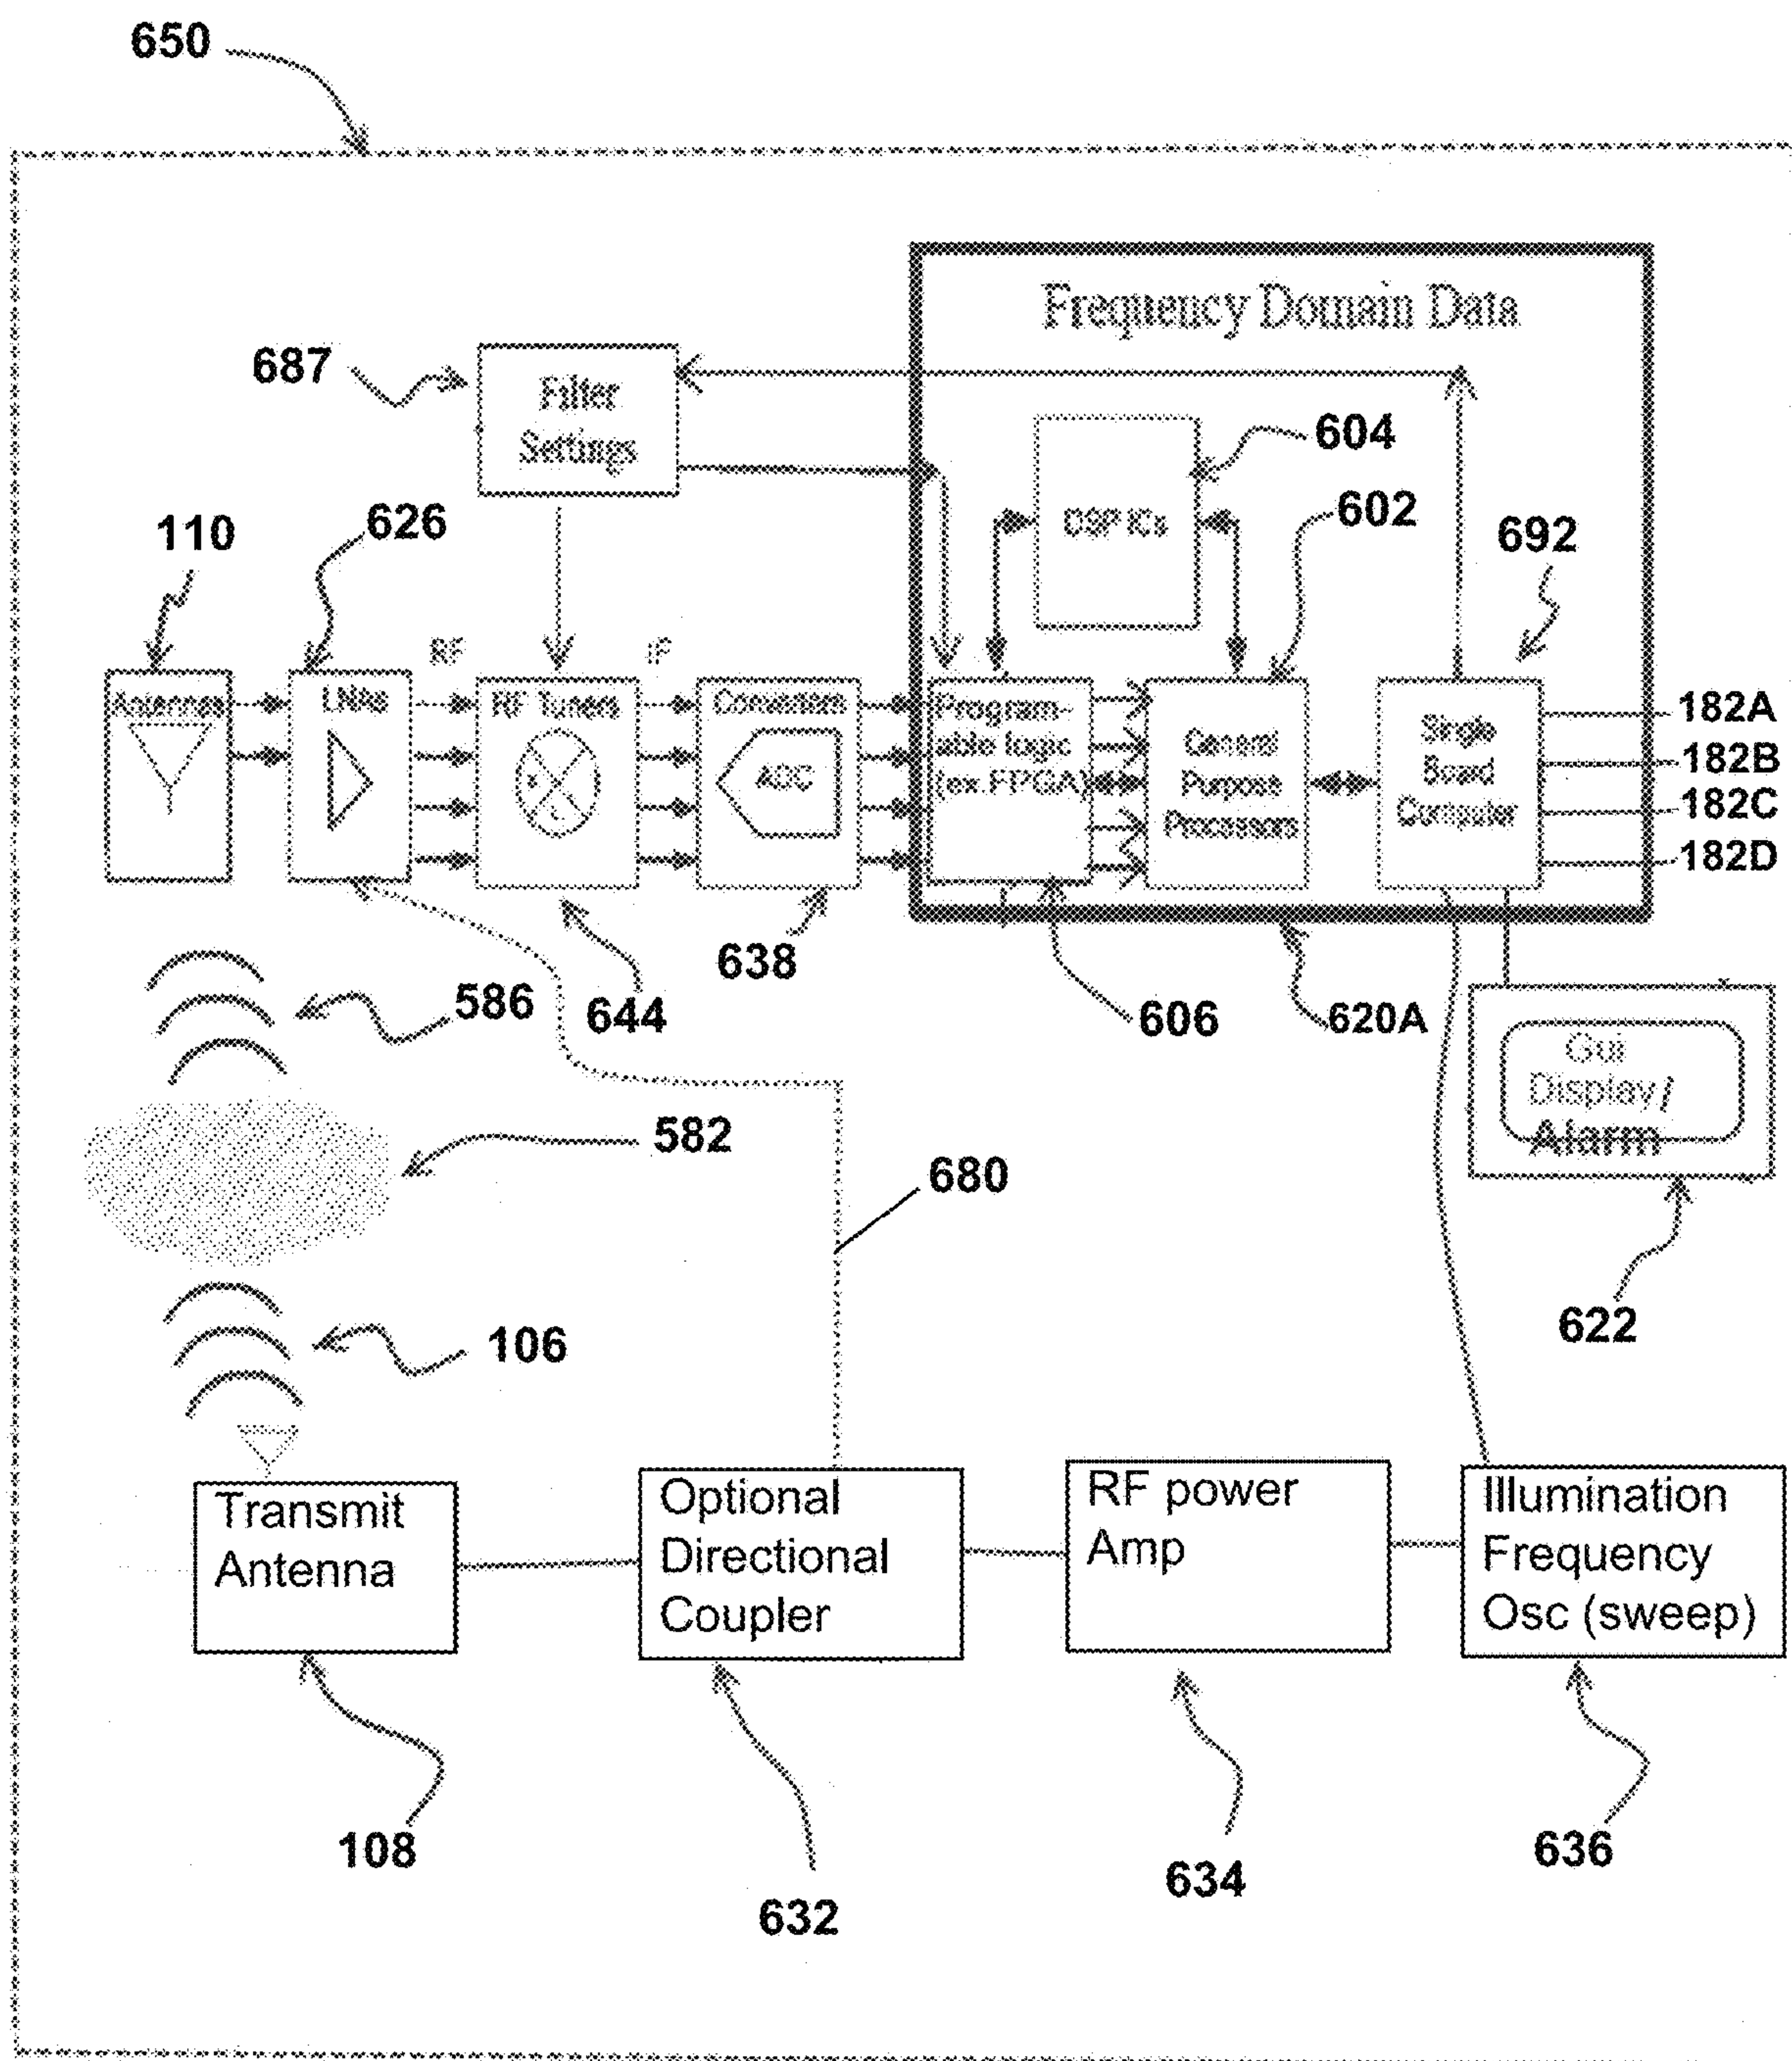 650
Frequency Domain Data
687
Filter
Settings
604
DSP ICs
602
692
110
626
RF
IF
Antennas
LNAs
RF Tuners
Converters
ADC
Program-
able logic
(ex.FPGA)
General
Purpose
Processors
Single
Board
Computer
182A
182B
182C
182D
586
644
638
606
620A
Gui
Display/
Alarm
582
680
622
106
Transmit
Antenna
Optional
Directional
Coupler
RF power
Amp
Illumination
Frequency
Osc (sweep)
108
632
634
636